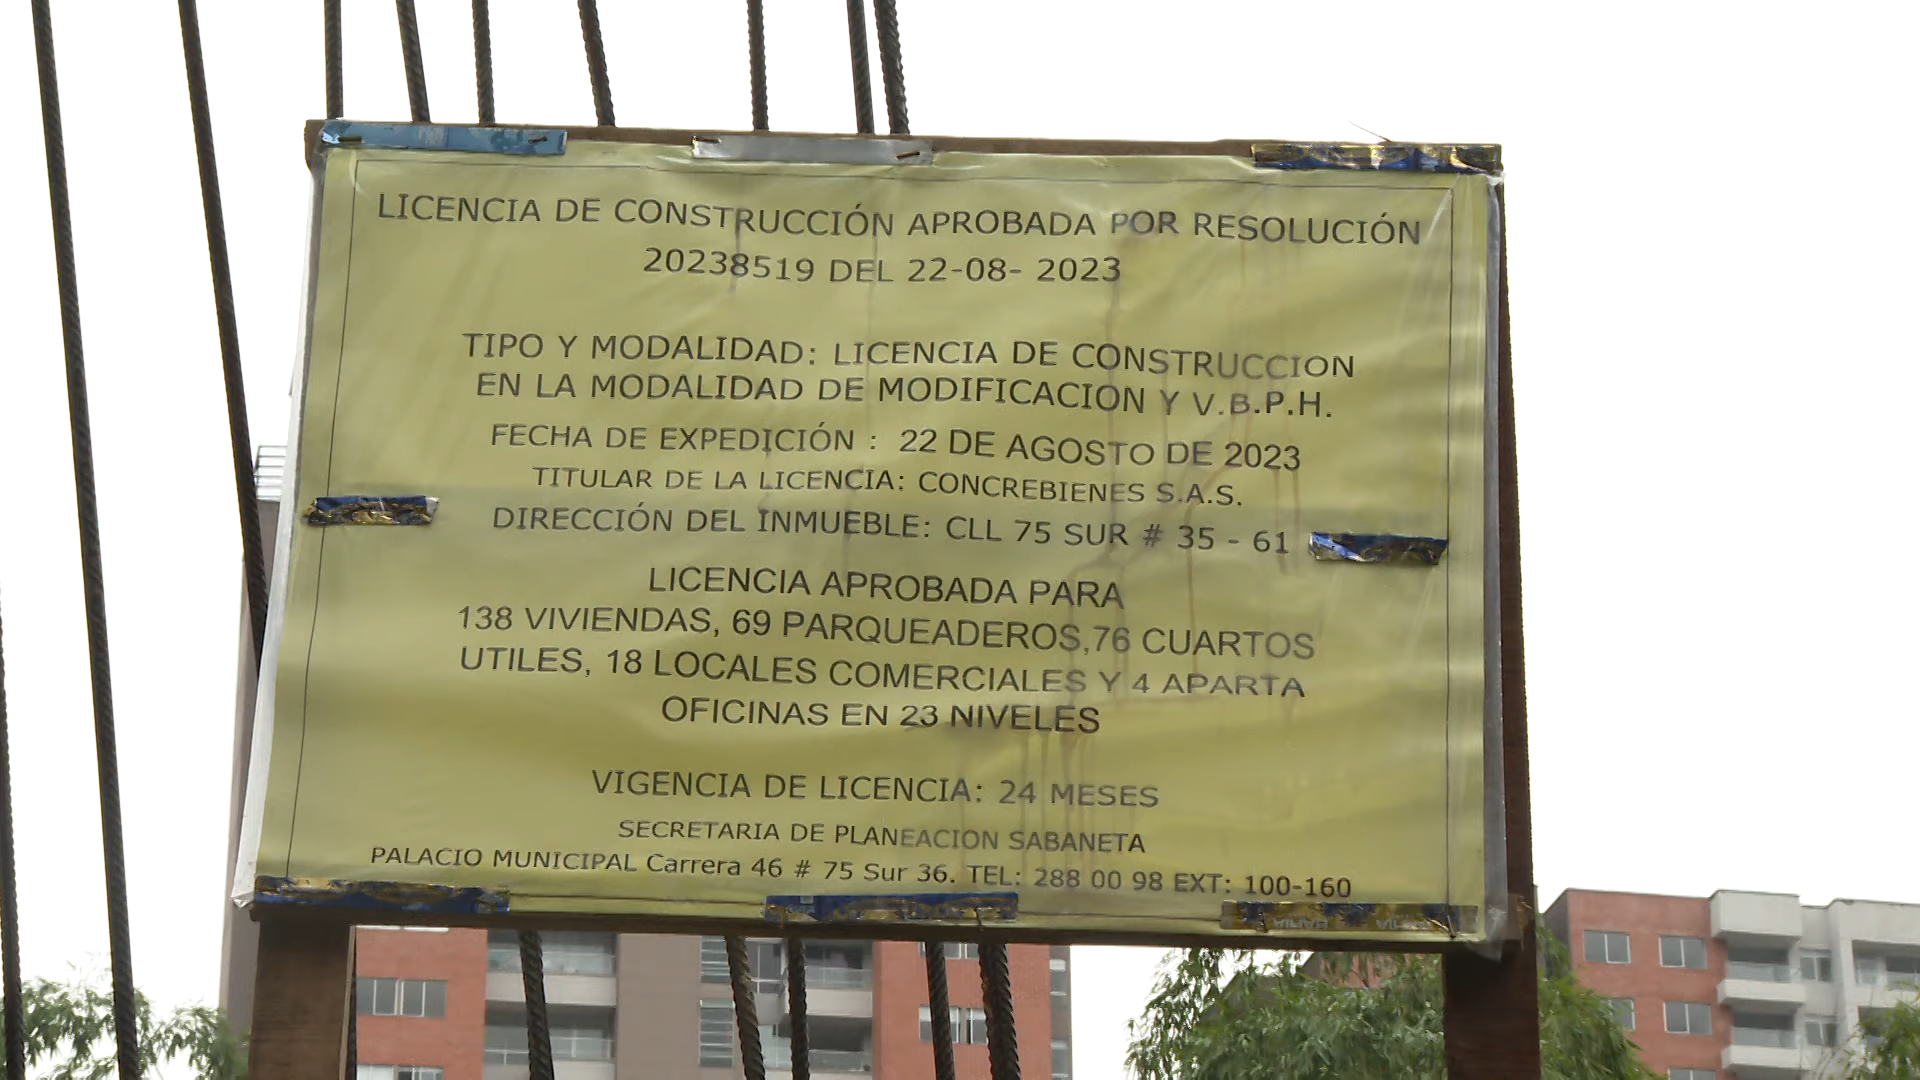 LICENCIA DE CONSTRUCCIÓN APROBADA POR RESOLUCIÓN
20238519 DEL 22-08- 2023
TIPO Y MODALIDAD: LICENCIA DE CONSTRUCCION
EN LA MODALIDAD DE MODIFICACION Y V.B.P.H.
FECHA DE EXPEDICIÓN : 22 DE AGOSTO DE 2023
TITULAR DE LA LICENCIA: CONCREBIENES S.A.S.
DIRECCIÓN DEL INMUEBLE: CLL 75 SUR # 35 - 61
LICENCIA APROBADA PARA
138 VIVIENDAS, 69 PARQUEADEROS,76 CUARTOS
UTILES, 18 LOCALES COMERCIALES Y 4 APARTA
OFICINAS EN 23 NIVELES
VIGENCIA DE LICENCIA: 24 MESES
SECRETARIA DE PLANEACION SABANETA
PALACIO MUNICIPAL Carrera 46 # 75 Sur 36. TEL: 288 00 98 EXT: 100-160